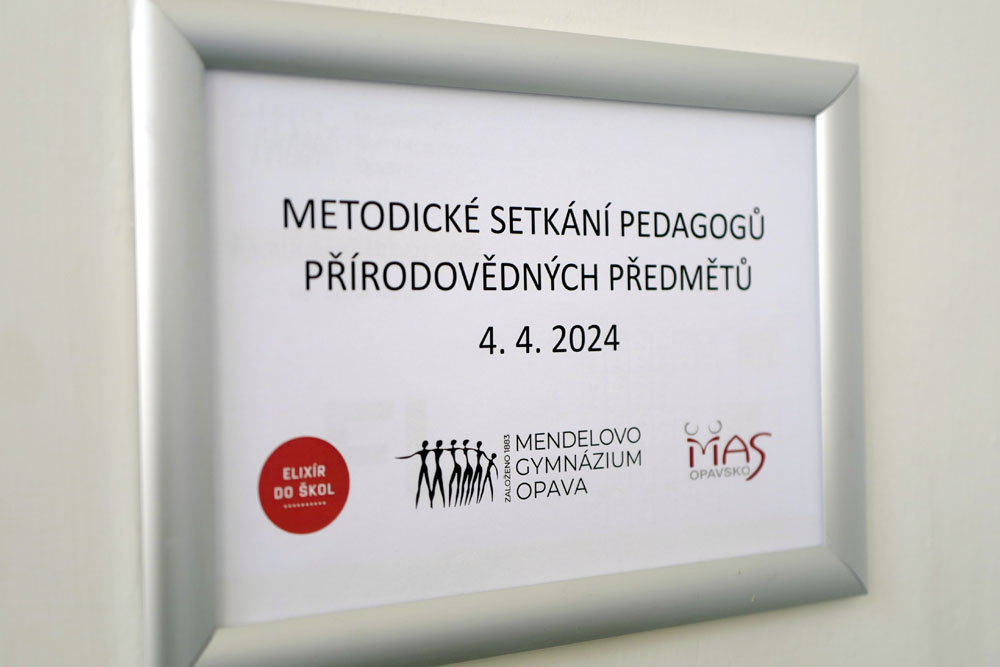 METODICKÉ SETKÁNÍ PEDAGOGŮ
PŘÍRODOVĚDNÝCH PŘEDMĚTŮ
4. 4. 2024
ELIXÍR
DO ŠKOL
ZALOŽENO 1883
MENDELOVO
GYMNÁZIUM
OPAVA
MAS
OPAVSKO